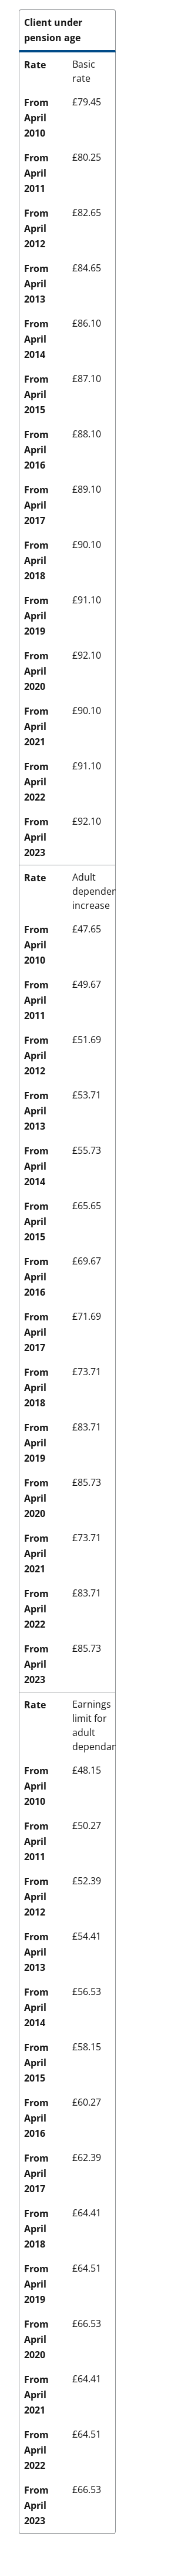 Client under
pension age
Rate
Basic
rate
From
April
2010
£79.45
From
April
2011
£80.25
From
April
2012
£82.65
From
April
2013
£84.65
From
April
2014
£86.10
From
April
2015
£87.10
From
April
2016
£88.10
From
April
2017
£89.10
From
April
2018
£90.10
From
April
2019
£91.10
From
April
2020
£92.10
From
April
2021
£90.10
From
April
2022
£91.10
From
April
2023
£92.10
Rate
Adult
dependen
increase
From
April
2010
£47.65
From
April
2011
£49.67
From
April
2012
£51.69
From
April
2013
£53.71
From
April
2014
£55.73
From
April
2015
£65.65
From
April
2016
£69.67
From
April
2017
£71.69
From
April
2018
£73.71
From
April
2019
£83.71
From
April
2020
£85.73
From
April
2021
£73.71
From
April
2022
£83.71
From
April
2023
£85.73
Rate
Earnings
limit for
adult
dependan
From
April
2010
£48.15
From
April
2011
£50.27
From
April
2012
£52.39
From
April
2013
£54.41
From
April
2014
£56.53
From
April
2015
£58.15
From
April
2016
£60.27
From
April
2017
£62.39
From
April
2018
£64.41
From
April
2019
£64.51
From
April
2020
£66.53
From
April
2021
£64.41
From
April
2022
£64.51
From
April
2023
£66.53